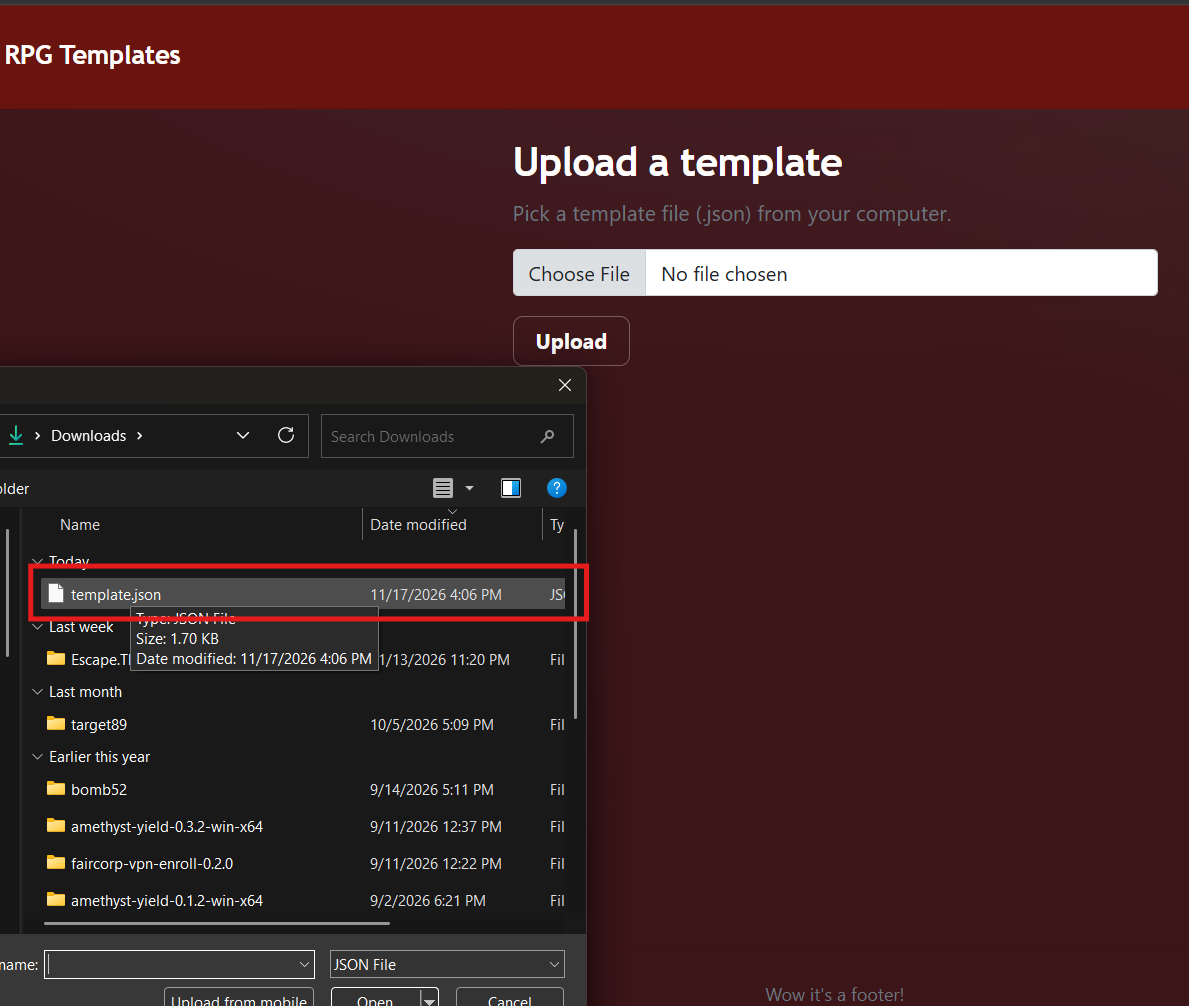 RPG Templates
Upload a template
Pick a template file (.json) from your computer.
Choose File No file chosen
Upload
Downloads
Search Downloads
Name Date modified Ty
Today
template.json 11/17/2026 4:06 PM JS
Type: JSON File
Last week
Size: 1.70 KB
Date modified: 11/17/2026 4:06 PM
Escape.T 1/13/2026 11:20 PM Fil
Last month
target89 10/5/2026 5:09 PM Fil
Earlier this year
bomb52 9/14/2026 5:11 PM Fil
amethyst-yield-0.3.2-win-x64 9/11/2026 12:37 PM Fil
faircorp-vpn-enroll-0.2.0 9/11/2026 12:22 PM Fil
amethyst-yield-0.1.2-win-x64 9/2/2026 6:21 PM Fil
name: JSON File
Upload from mobile Open Cancel
Wow it's a footer!